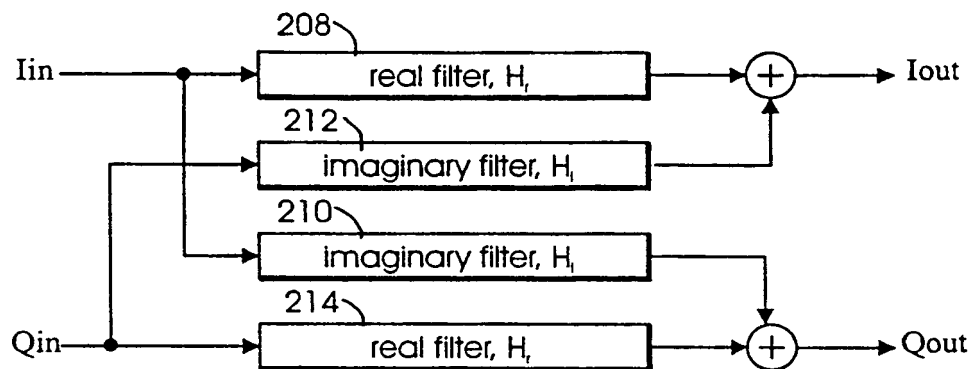 208
Iin real filter, Hr + Iout
212
imaginary filter, Hi
210
imaginary filter, Hi
214
Qin real filter, Hr + Qout